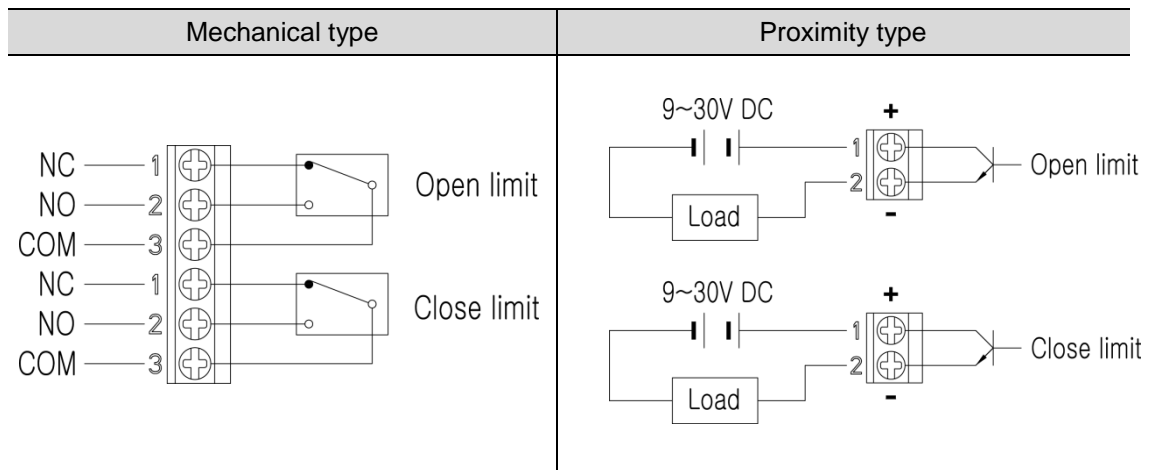 Mechanical type
Proximity type
NC 1
NO 2
COM 3
Open limit
NC 1
NO 2
COM 3
Close limit
9~30V DC
+
1
2
-
Load
Open limit
9~30V DC
+
1
2
-
Load
Close limit